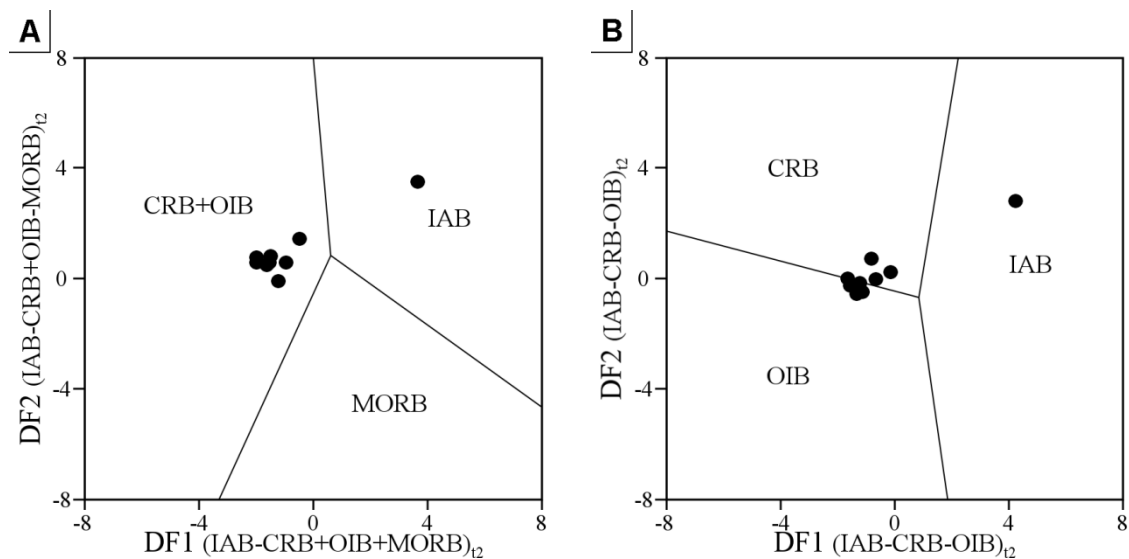 A
8
4
0
-4
-8
-8
-4
0
4
8
DF2 (IAB-CRB+OIB-MORB)t2
DF1 (IAB-CRB+OIB+MORB)t2
CRB+OIB
IAB
MORB
B
8
4
0
-4
-8
-8
-4
0
4
8
DF2 (IAB-CRB-OIB)t2
DF1 (IAB-CRB-OIB)t2
CRB
IAB
OIB